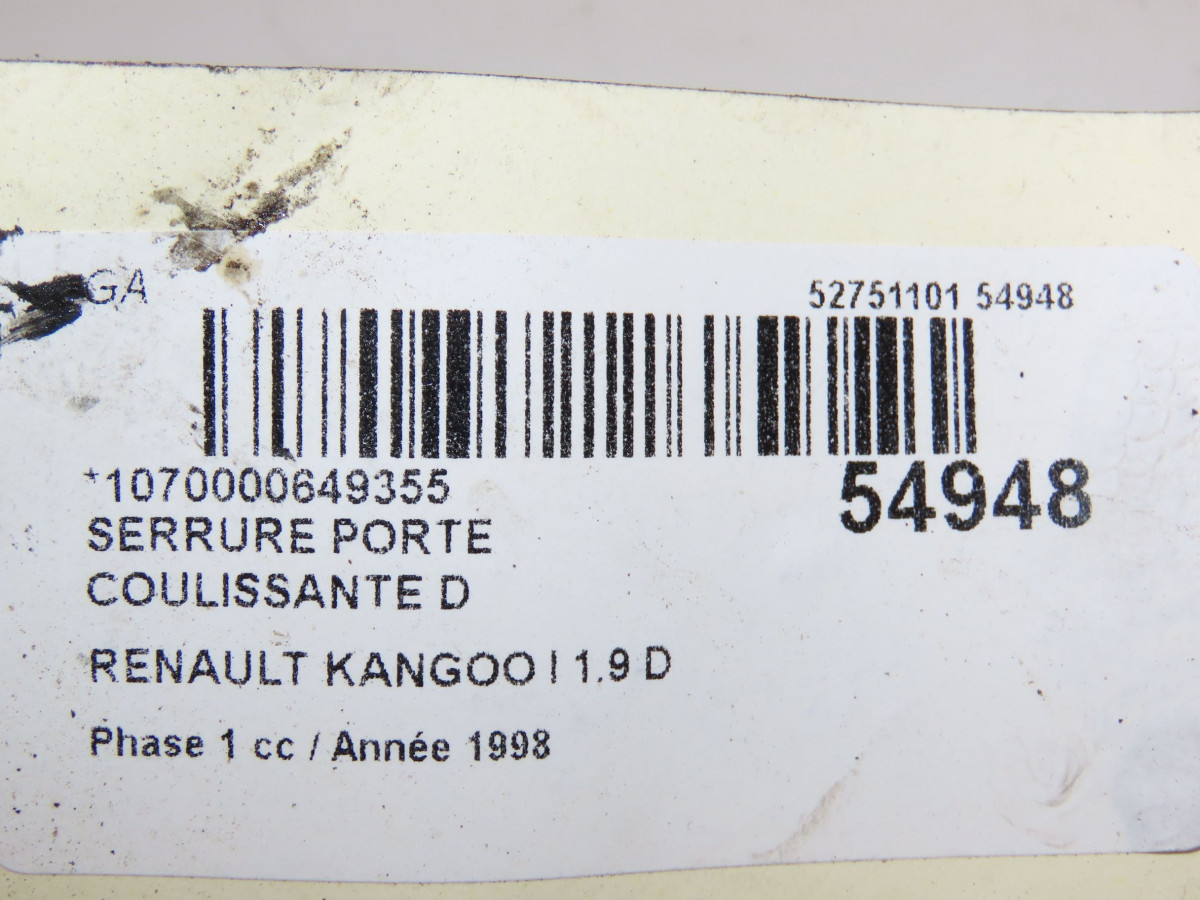 GA
52751101 54948
*1070000649355
54948
SERRURE PORTE
COULISSANTE D
RENAULT KANGOO I 1.9 D
Phase 1 cc / Année 1998